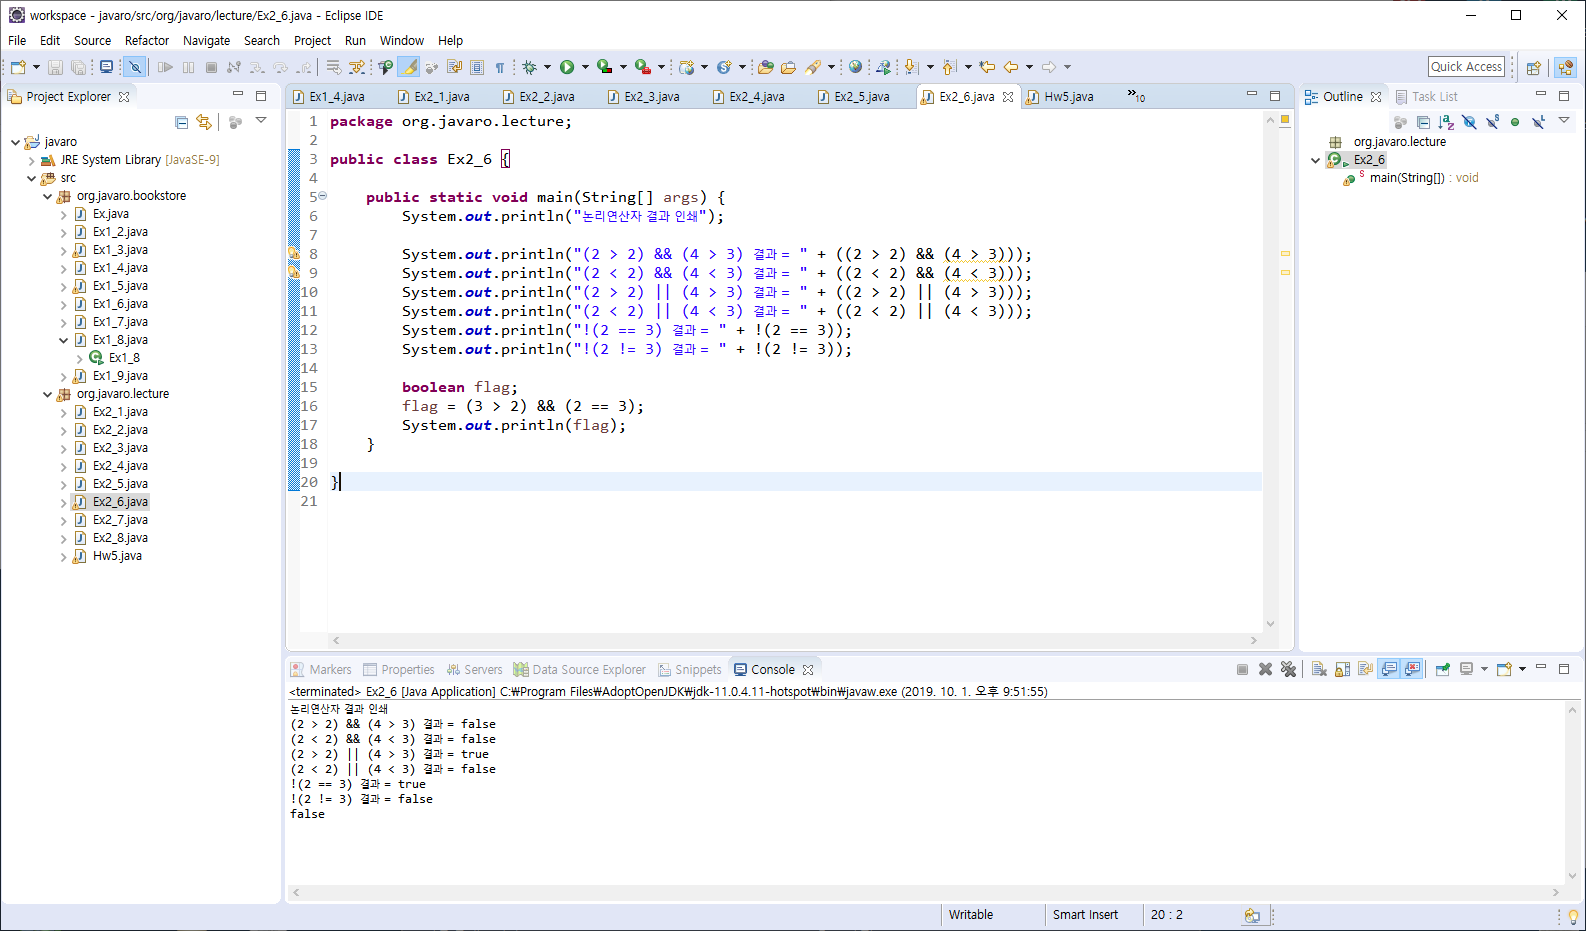 workspace - javaro/src/org/javaro/lecture/Ex2_6.java - Eclipse IDE
File Edit Source Refactor Navigate Search Project Run Window Help
Quick Access
Project Explorer
javaro
JRE System Library [JavaSE-9]
src
org.javaro.bookstore
Ex.java
Ex1_2.java
Ex1_3.java
Ex1_4.java
Ex1_5.java
Ex1_6.java
Ex1_7.java
Ex1_8.java
Ex1_8
Ex1_9.java
org.javaro.lecture
Ex2_1.java
Ex2_2.java
Ex2_3.java
Ex2_4.java
Ex2_5.java
Ex2_6.java
Ex2_7.java
Ex2_8.java
Hw5.java
Ex1_4.java Ex2_1.java Ex2_2.java Ex2_3.java Ex2_4.java Ex2_5.java Ex2_6.java Hw5.java »10
1 package org.javaro.lecture;
2
3 public class Ex2_6 {
4
5 public static void main(String[] args) {
6 System.out.println("논리연산자 결과 인쇄");
7
8 System.out.println("(2 > 2) && (4 > 3) 결과 = " + ((2 > 2) && (4 > 3)));
9 System.out.println("(2 < 2) && (4 < 3) 결과 = " + ((2 < 2) && (4 < 3)));
10 System.out.println("(2 > 2) || (4 > 3) 결과 = " + ((2 > 2) || (4 > 3)));
11 System.out.println("(2 < 2) || (4 < 3) 결과 = " + ((2 < 2) || (4 < 3)));
12 System.out.println("!(2 == 3) 결과 = " + !(2 == 3));
13 System.out.println("!(2 != 3) 결과 = " + !(2 != 3));
14
15 boolean flag;
16 flag = (3 > 2) && (2 == 3);
17 System.out.println(flag);
18 }
19
20 }
21
Outline Task List
org.javaro.lecture
Ex2_6
main(String[]) : void
Markers Properties Servers Data Source Explorer Snippets Console
<terminated> Ex2_6 [Java Application] C:₩Program Files₩AdoptOpenJDK₩jdk-11.0.4.11-hotspot₩bin₩javaw.exe (2019. 10. 1. 오후 9:51:55)
논리연산자 결과 인쇄
(2 > 2) && (4 > 3) 결과 = false
(2 < 2) && (4 < 3) 결과 = false
(2 > 2) || (4 > 3) 결과 = true
(2 < 2) || (4 < 3) 결과 = false
!(2 == 3) 결과 = true
!(2 != 3) 결과 = false
false
Writable Smart Insert 20 : 2